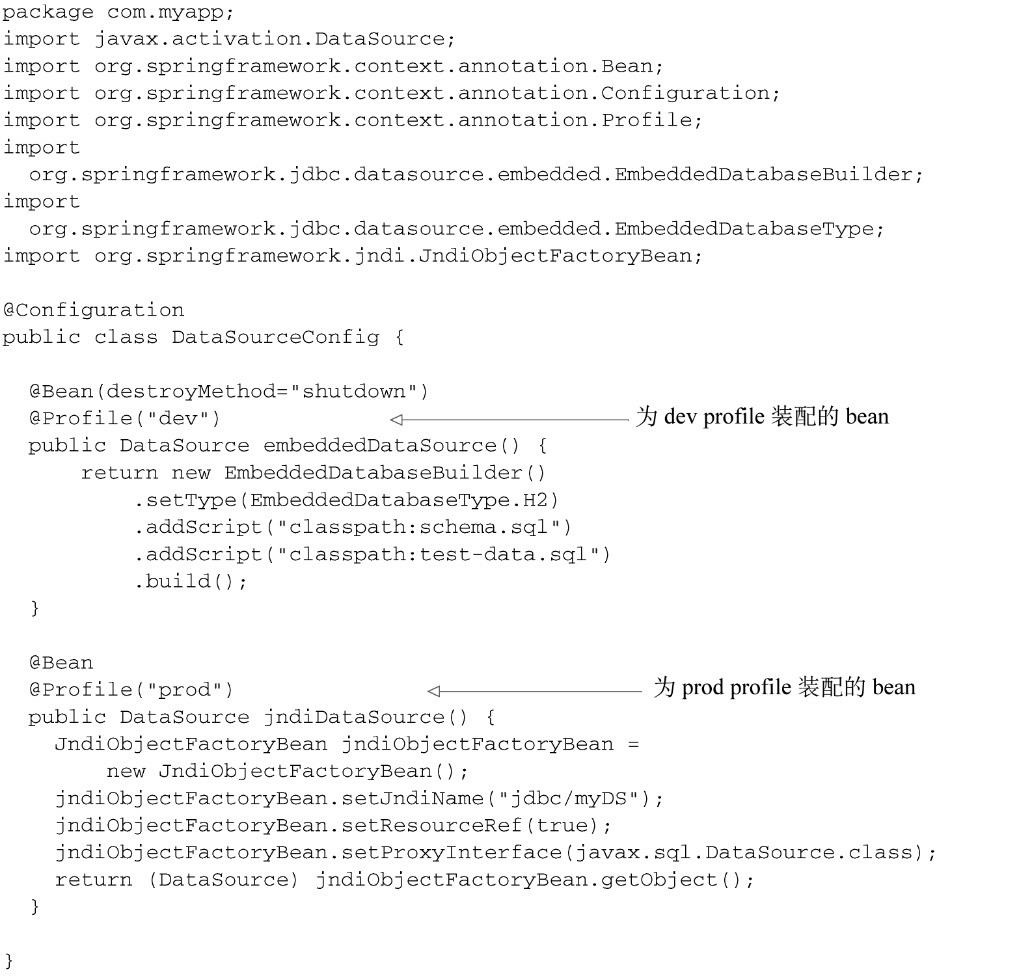 package com.myapp;
import javax.activation.DataSource;
import org.springframework.context.annotation.Bean;
import org.springframework.context.annotation.Configuration;
import org.springframework.context.annotation.Profile;
import
  org.springframework.jdbc.datasource.embedded.EmbeddedDatabaseBuilder;
import
  org.springframework.jdbc.datasource.embedded.EmbeddedDatabaseType;
import org.springframework.jndi.JndiObjectFactoryBean;

@Configuration
public class DataSourceConfig {

  @Bean(destroyMethod="shutdown")
  @Profile("dev") 为 dev profile 装配的 bean
  public DataSource embeddedDataSource() {
      return new EmbeddedDatabaseBuilder()
          .setType(EmbeddedDatabaseType.H2)
          .addScript("classpath:schema.sql")
          .addScript("classpath:test-data.sql")
          .build();
  }

  @Bean
  @Profile("prod") 为 prod profile 装配的 bean
  public DataSource jndiDataSource() {
    JndiObjectFactoryBean jndiObjectFactoryBean =
        new JndiObjectFactoryBean();
    jndiObjectFactoryBean.setJndiName("jdbc/myDS");
    jndiObjectFactoryBean.setResourceRef(true);
    jndiObjectFactoryBean.setProxyInterface(javax.sql.DataSource.class);
    return (DataSource) jndiObjectFactoryBean.getObject();
  }

}